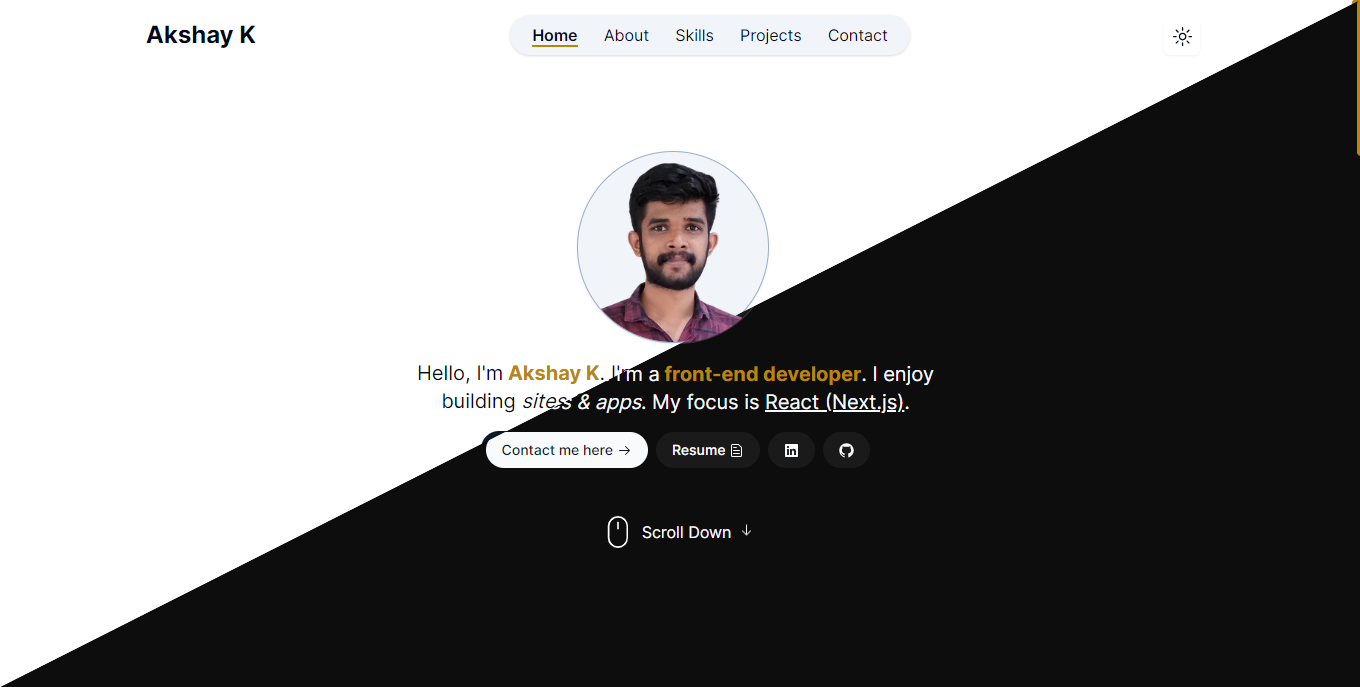 Akshay K
Home About Skills Projects Contact
Hello, I'm Akshay K. I'm a front-end developer. I enjoy
building sites & apps. My focus is React (Next.js).
Contact me here → Resume
Scroll Down ↓